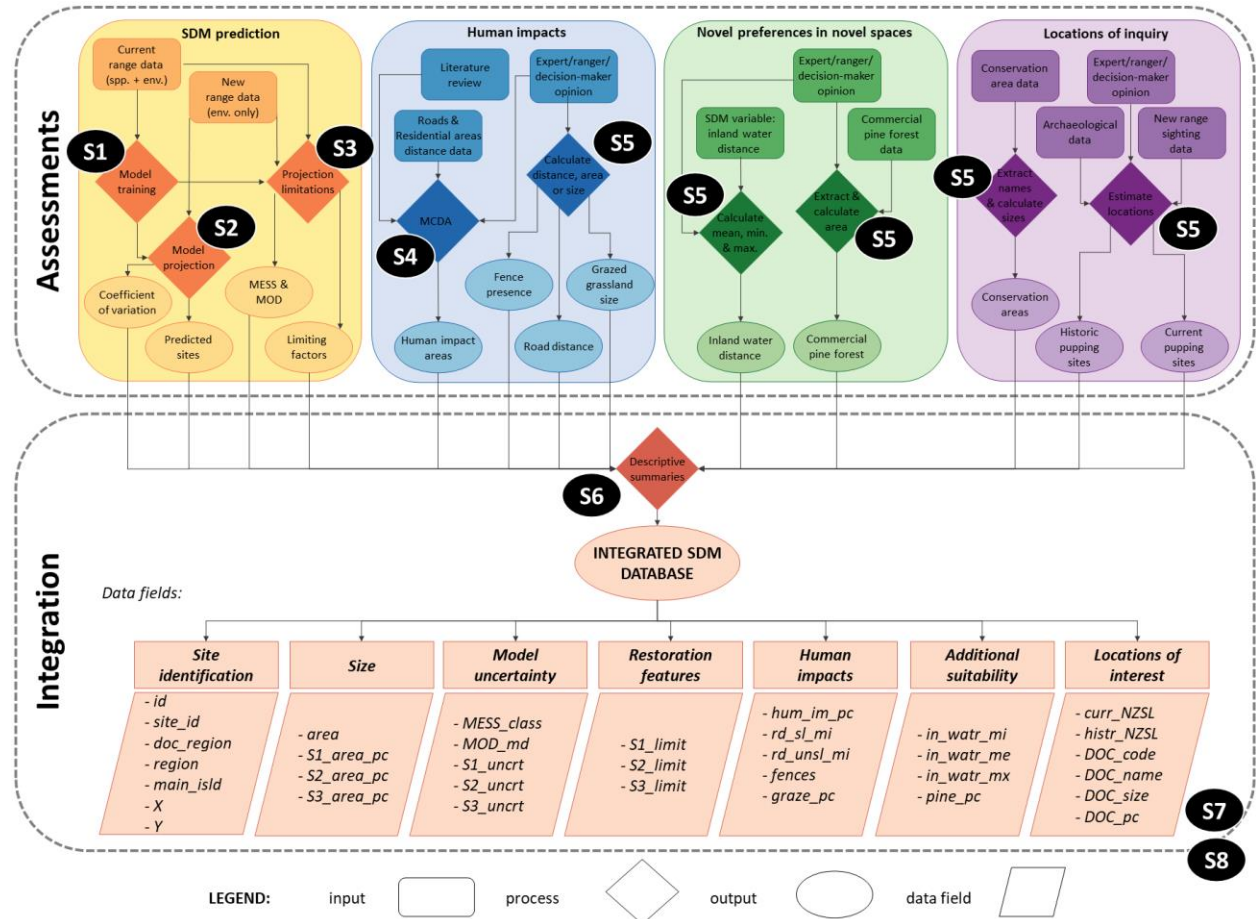 Assessments
SDM prediction
Current
range data
(spp. + env.)
New
range data
(env. only)
S1
Model
training
S3
Projection
limitations
S2
Model
projection
Coefficient
of variation
MESS &
MOD
Predicted
sites
Limiting
factors
Human impacts
Literature
review
Expert/ranger/
decision-maker
opinion
Roads &
Residential areas
distance data
S5
Calculate
distance, area
or size
MCDA
S4
Fence
presence
Grazed
grassland
size
Human impact
areas
Road distance
Novel preferences in novel spaces
Expert/ranger/
decision-maker
opinion
SDM variable:
inland water
distance
Commercial
pine forest
data
S5
Calculate
mean, min.
& max.
Extract &
calculate
area
S5
Inland water
distance
Commercial
pine forest
Locations of inquiry
Conservation
area data
Expert/ranger/
decision-maker
opinion
Archaeological
data
New range
sighting data
S5
Extract
names &
calculate
sizes
Estimate
locations
S5
Conservation
areas
Historic
pupping
sites
Current
pupping sites
Integration
Descriptive
summaries
S6
INTEGRATED SDM
DATABASE
Data fields:
Site
identification
- id
- site_id
- doc_region
- region
- main_isld
- X
- Y
Size
- area
- S1_area_pc
- S2_area_pc
- S3_area_pc
Model
uncertainty
- MESS_class
- MOD_md
- S1_uncrt
- S2_uncrt
- S3_uncrt
Restoration
features
- S1_limit
- S2_limit
- S3_limit
Human
impacts
- hum_im_pc
- rd_sl_mi
- rd_unsl_mi
- fences
- graze_pc
Additional
suitability
- in_watr_mi
- in_watr_me
- in_watr_mx
- pine_pc
Locations of
interest
- curr_NZSL
- histr_NZSL
- DOC_code
- DOC_name
- DOC_size
- DOC_pc
S7
S8
LEGEND: input process output data field